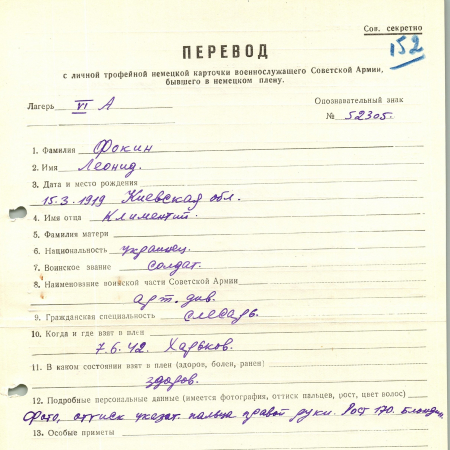 Сов. секретно
152
ПЕРЕВОД
с личной трофейной немецкой карточки военнослужащего Советской Армии,
бывшего в немецком плену.
Лагерь VI А
Опознавательный знак
№ 52305.
1. Фамилия Фокин
2. Имя Леонид.
3. Дата и место рождения
15.3.1919 Киевская обл.
4. Имя отца Климентий.
5. Фамилия матери
6. Национальность украинец.
7. Воинское звание солдат.
8. Наименование воинской части Советской Армии
арт. див.
9. Гражданская специальность слесарь.
10. Когда и где взят в плен
7.6.42. Харьков.
11. В каком состоянии взят в плен (здоров, болен, ранен)
здоров.
12. Подробные персональные данные (имеется фотография, оттиск пальцев, рост, цвет волос)
Фото, оттиск указат. пальца правой руки. Рост 170. Блондин
13. Особые приметы